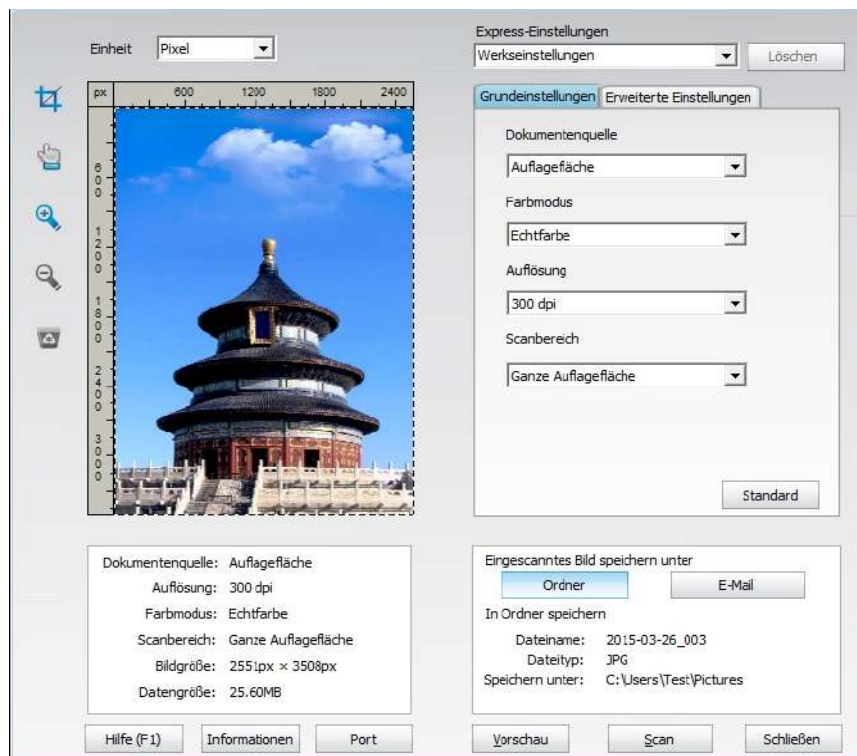 Einheit
Pixel
Express-Einstellungen
Werkseinstellungen
Löschen
px 600 1200 1800 2400
600
1200
1800
2400
3000
Grundeinstellungen
Erweiterte Einstellungen
Dokumentenquelle
Auflagefläche
Farbmodus
Echtfarbe
Auflösung
300 dpi
Scanbereich
Ganze Auflagefläche
Standard
Dokumentenquelle: Auflagefläche
Auflösung: 300 dpi
Farbmodus: Echtfarbe
Scanbereich: Ganze Auflagefläche
Bildgröße: 2551px × 3508px
Datengröße: 25.60MB
Eingescanntes Bild speichern unter
Ordner
E-Mail
In Ordner speichern
Dateiname: 2015-03-26_003
Dateityp: JPG
Speichern unter: C:\Users\Test\Pictures
Hilfe (F1)
Informationen
Port
Vorschau
Scan
Schließen